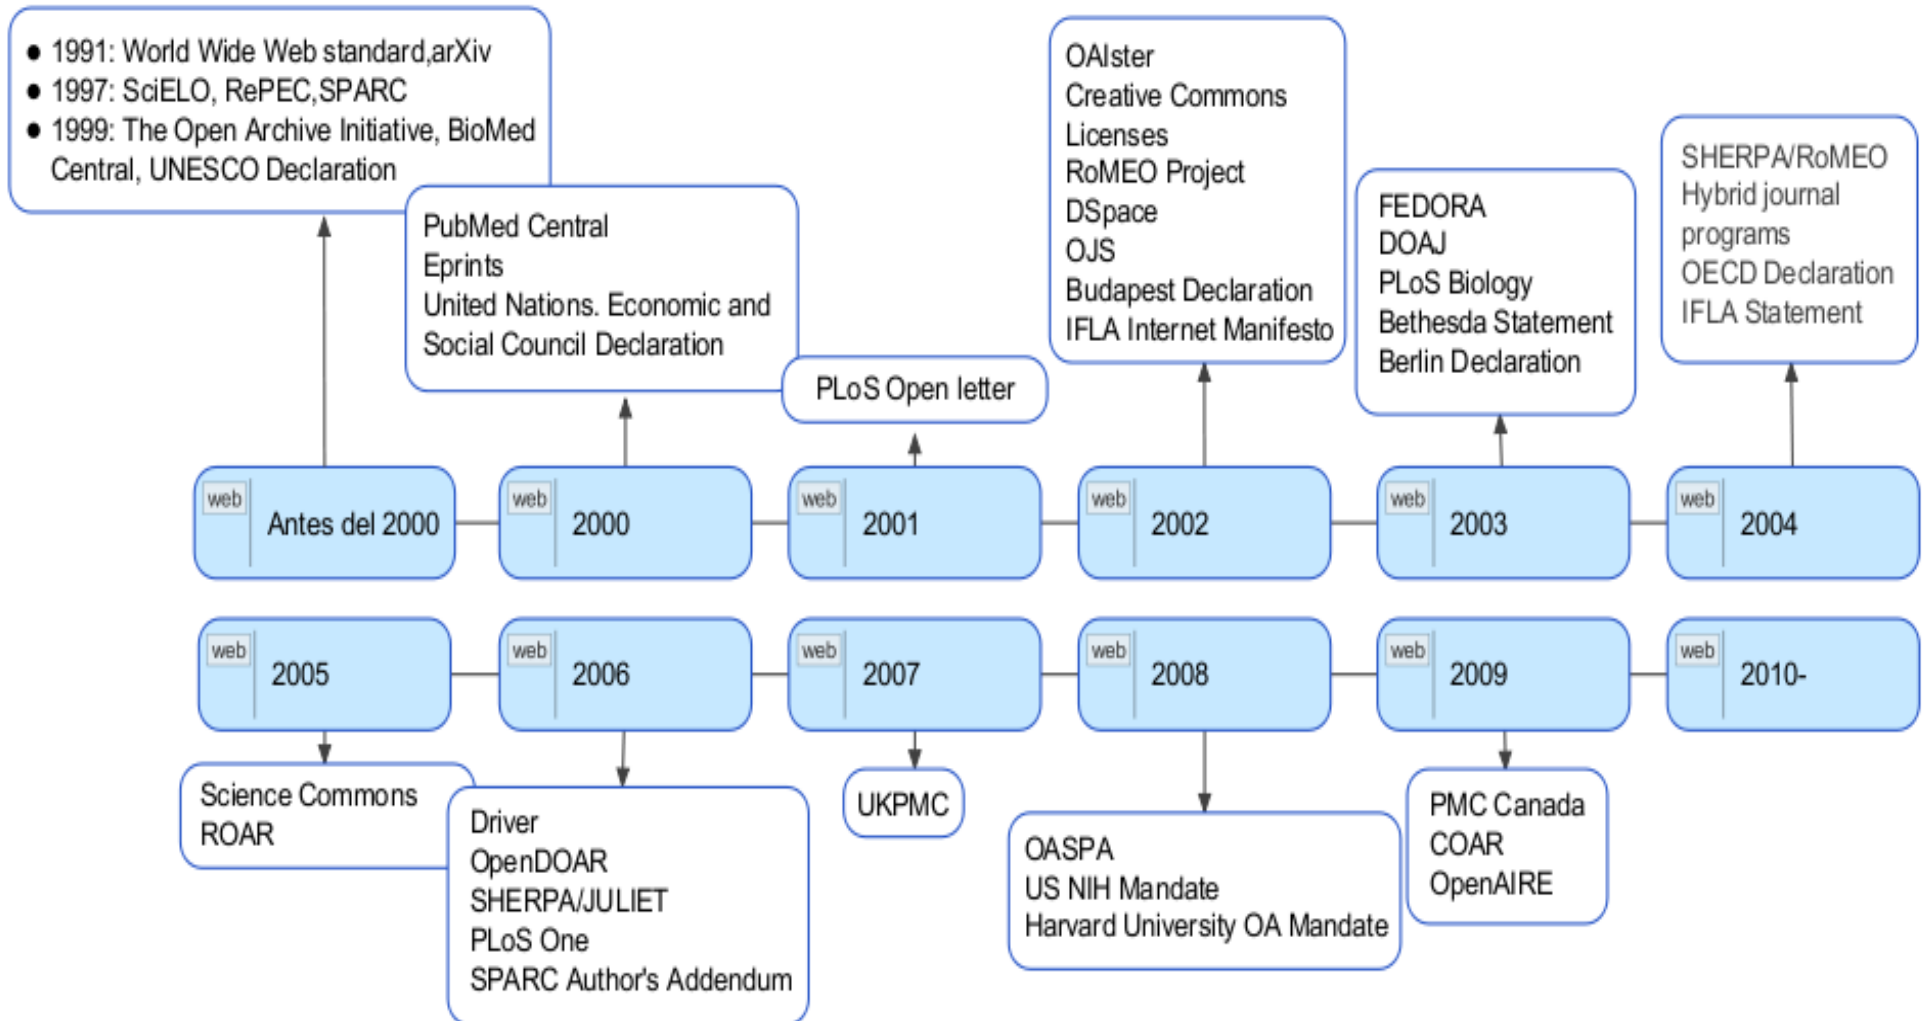 ● 1991: World Wide Web standard,arXiv
● 1997: SciELO, RePEC,SPARC
● 1999: The Open Archive Initiative, BioMed
Central, UNESCO Declaration
PubMed Central
Eprints
United Nations. Economic and
Social Council Declaration
PLoS Open letter
OAIster
Creative Commons
Licenses
RoMEO Project
DSpace
OJS
Budapest Declaration
IFLA Internet Manifesto
FEDORA
DOAJ
PLoS Biology
Bethesda Statement
Berlin Declaration
SHERPA/RoMEO
Hybrid journal
programs
OECD Declaration
IFLA Statement
web
Antes del 2000
web
2000
web
2001
web
2002
web
2003
web
2004
web
2005
web
2006
web
2007
web
2008
web
2009
web
2010-
Science Commons
ROAR
Driver
OpenDOAR
SHERPA/JULIET
PLoS One
SPARC Author's Addendum
UKPMC
OASPA
US NIH Mandate
Harvard University OA Mandate
PMC Canada
COAR
OpenAIRE